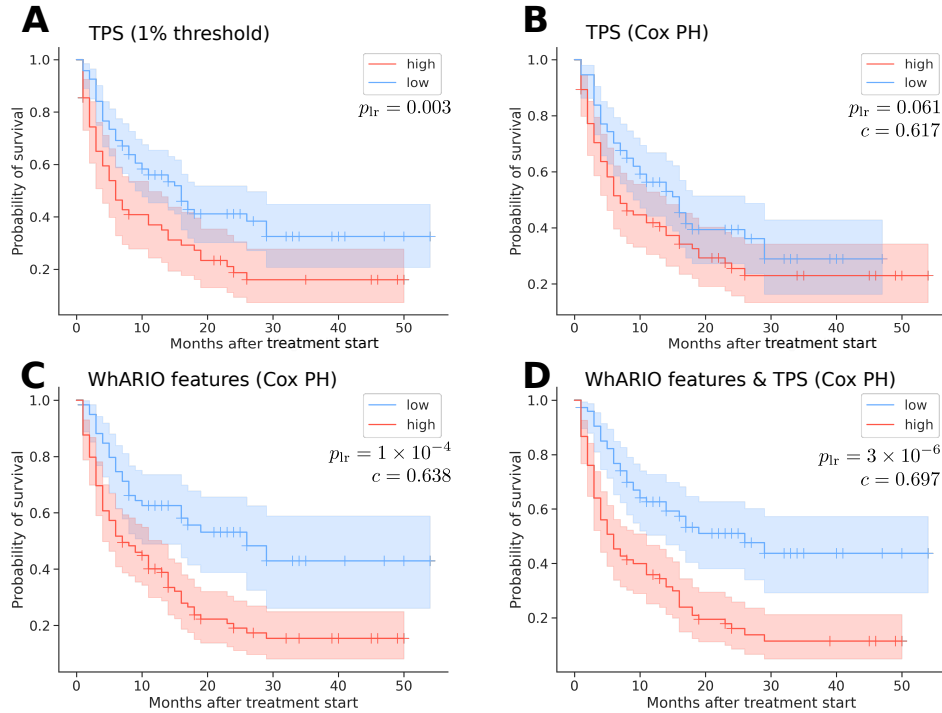 A
TPS (1% threshold)
high
low
p_lr = 0.003
Probability of survival
1.0
0.8
0.6
0.4
0.2
0 10 20 30 40 50
Months after treatment start
B
TPS (Cox PH)
high
low
p_lr = 0.061
c = 0.617
Probability of survival
1.0
0.8
0.6
0.4
0.2
0 10 20 30 40 50
Months after treatment start
C
WhARIO features (Cox PH)
low
high
p_lr = 1 × 10⁻⁴
c = 0.638
Probability of survival
1.0
0.8
0.6
0.4
0.2
0 10 20 30 40 50
Months after treatment start
D
WhARIO features & TPS (Cox PH)
low
high
p_lr = 3 × 10⁻⁶
c = 0.697
Probability of survival
1.0
0.8
0.6
0.4
0.2
0 10 20 30 40 50
Months after treatment start